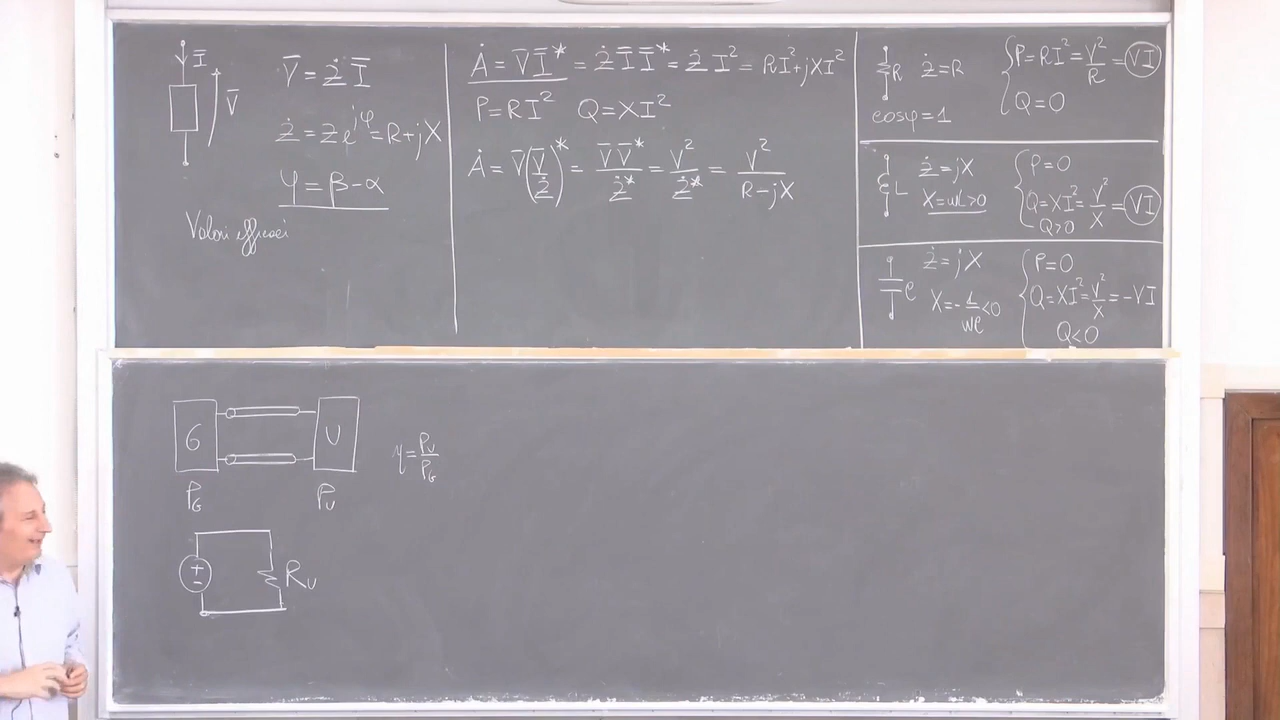 I̅
V̅
V̅ = Ż I̅
Ż = Z e^{jφ} = R + jX
φ = β - α
Valori efficaci
Ȧ = V̅ I̅* = Ż I̅ I̅* = Ż I² = RI² + jXI²
P = RI² Q = XI²
Ȧ = V̅ (V̅/Ż)* = V̅ V̅*/Ż* = V²/Ż* = V²/(R - jX)
R Ż = R
cosφ = 1
P = RI² = V²/R = VI
Q = 0
L Ż = jX
X = ωL > 0
P = 0
Q = XI² = V²/X = VI
Q > 0
C Ż = jX
X = -1/ωC < 0
P = 0
Q = XI² = V²/X = -VI
Q < 0
G U
P_G P_U
η = P_U/P_G
+
-
R_U